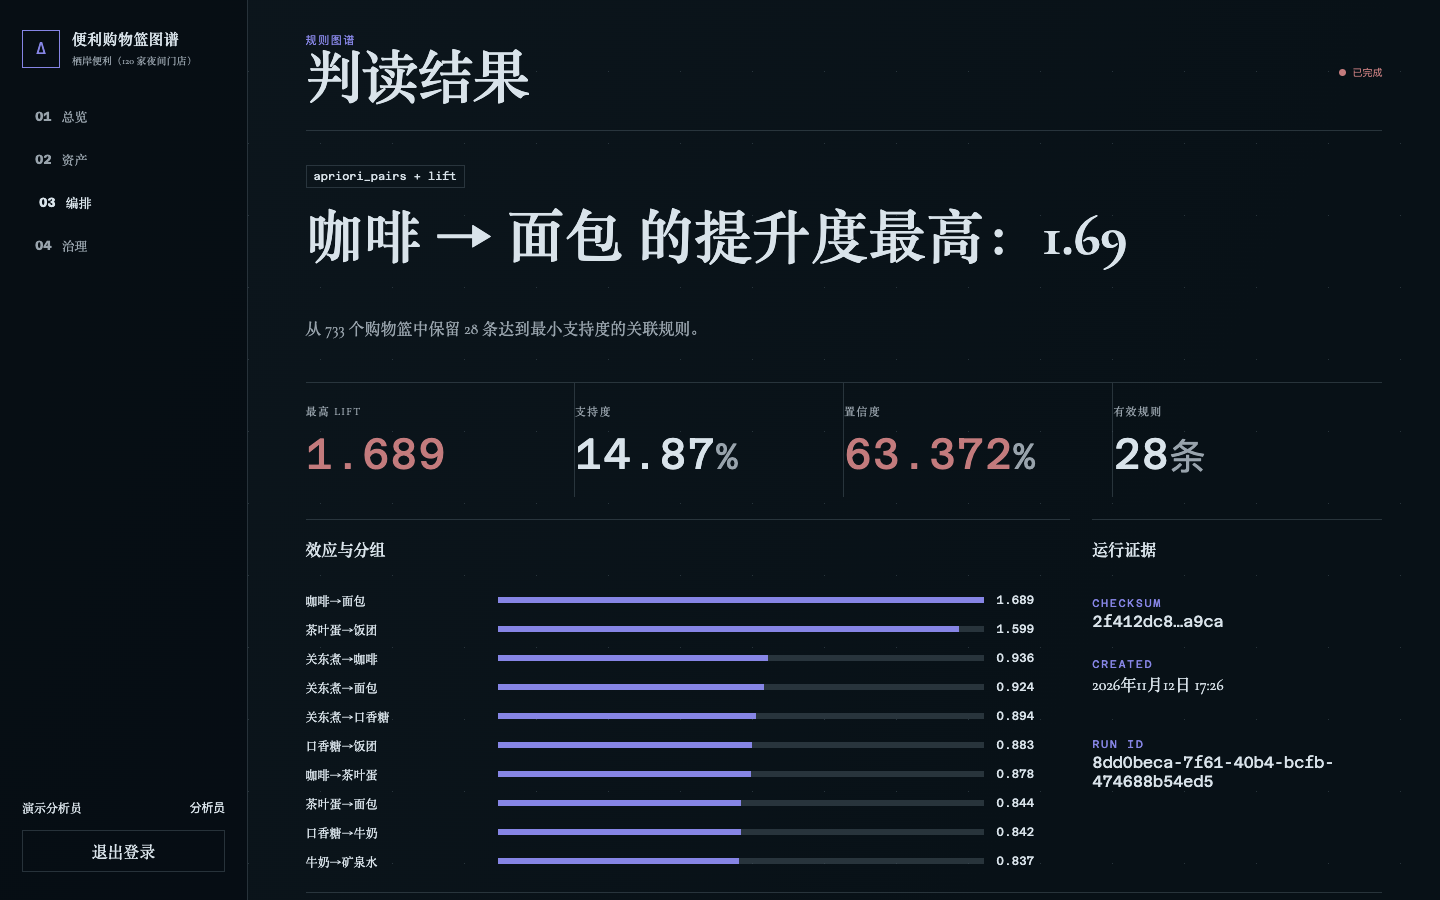 Δ
便利购物篮图谱
栖岸便利（120 家夜间门店）
01 总览
02 资产
03 编排
04 治理
演示分析员 分析员
退出登录
规则图谱
判读结果
已完成
apriori_pairs + lift
咖啡 → 面包 的提升度最高： 1.69
从 733 个购物篮中保留 28 条达到最小支持度的关联规则。
最高 LIFT
1.689
支持度
14.87%
置信度
63.372%
有效规则
28条
效应与分组
咖啡→面包 1.689
茶叶蛋→饭团 1.599
关东煮→咖啡 0.936
关东煮→面包 0.924
关东煮→口香糖 0.894
口香糖→饭团 0.883
咖啡→茶叶蛋 0.878
茶叶蛋→面包 0.844
口香糖→牛奶 0.842
牛奶→矿泉水 0.837
运行证据
CHECKSUM
2f412dc8…a9ca
CREATED
2026年11月12日 17:26
RUN ID
8dd0beca-7f61-40b4-bcfb-
474688b54ed5